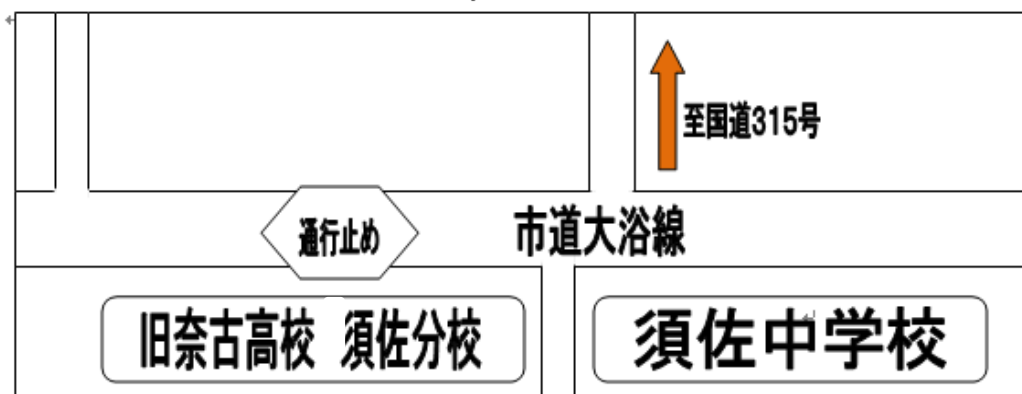 至国道315号
通行止め
市道大浴線
旧奈古高校 須佐分校
須佐中学校